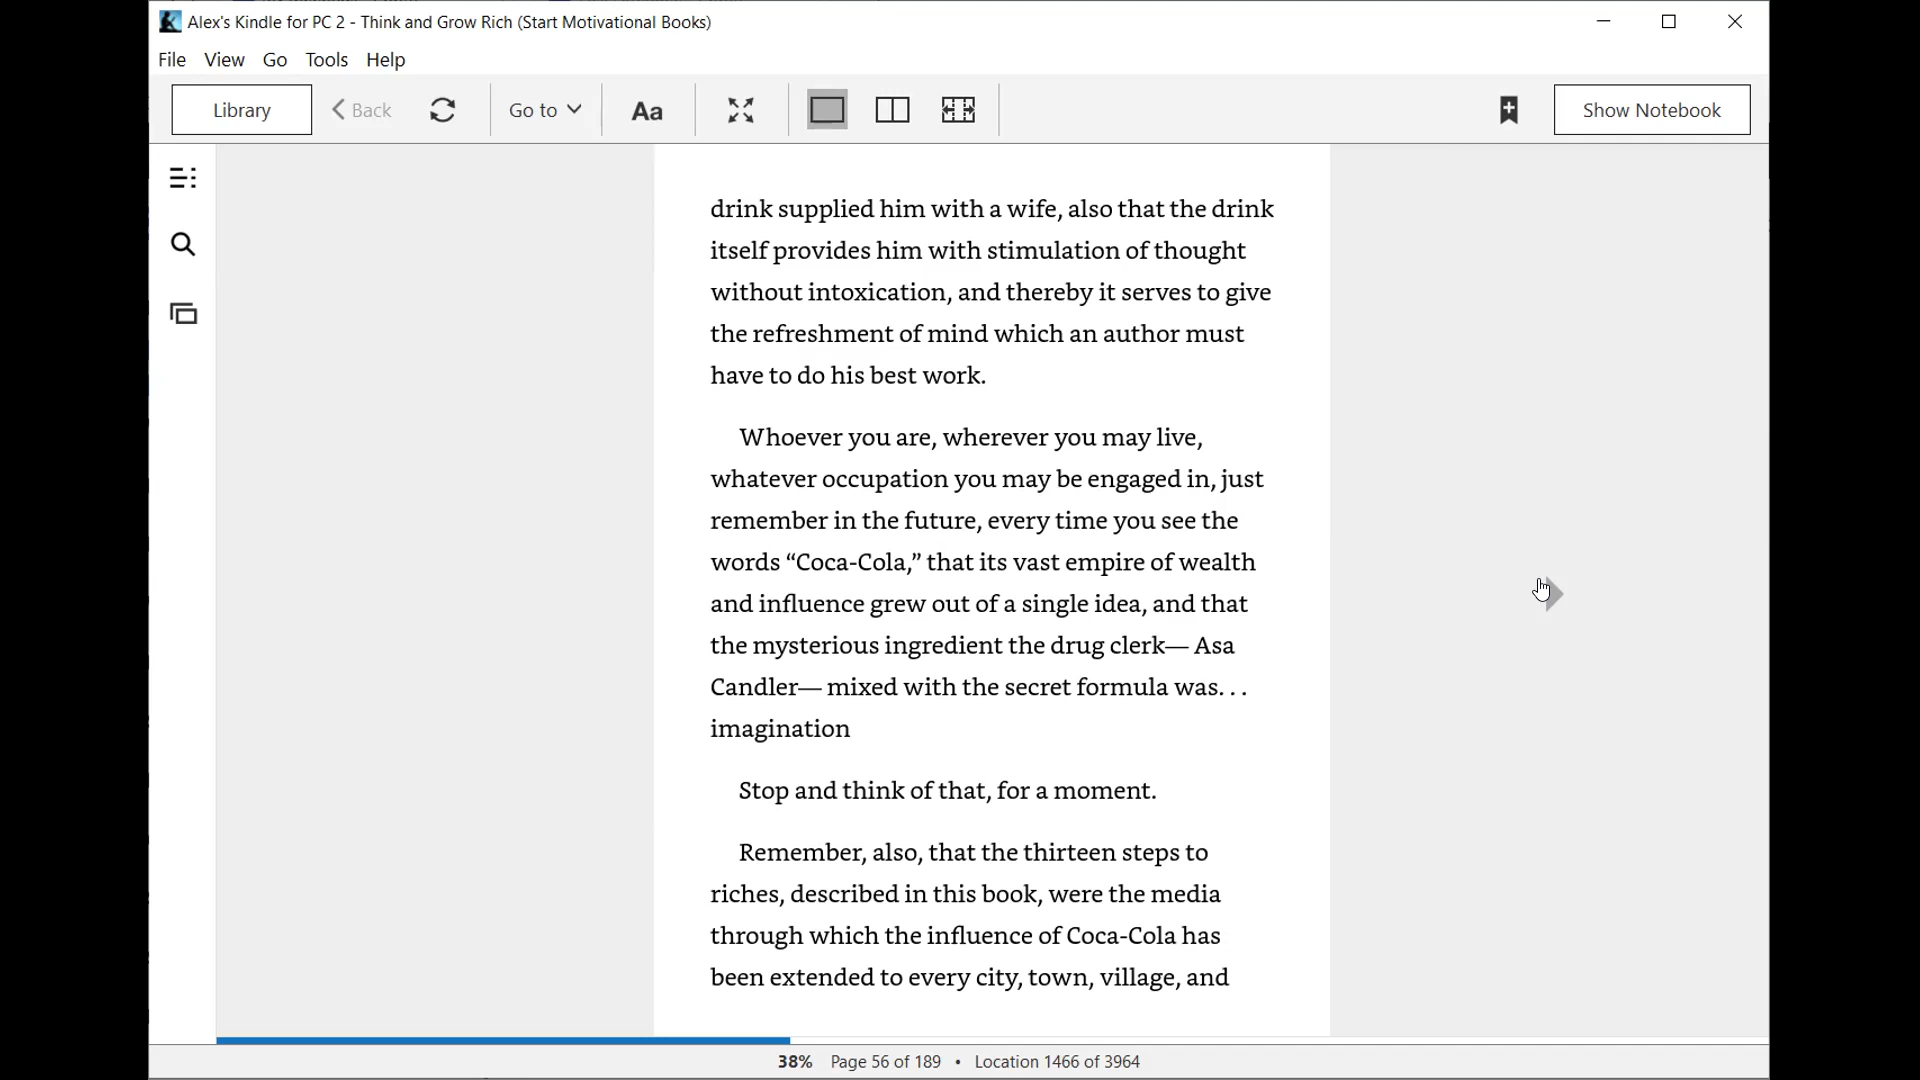 Alex's Kindle for PC 2 - Think and Grow Rich (Start Motivational Books)
File View Go Tools Help
Library Back Go to Aa Show Notebook
drink supplied him with a wife, also that the drink
itself provides him with stimulation of thought
without intoxication, and thereby it serves to give
the refreshment of mind which an author must
have to do his best work.
Whoever you are, wherever you may live,
whatever occupation you may be engaged in, just
remember in the future, every time you see the
words “Coca-Cola,” that its vast empire of wealth
and influence grew out of a single idea, and that
the mysterious ingredient the drug clerk— Asa
Candler— mixed with the secret formula was. . .
imagination
Stop and think of that, for a moment.
Remember, also, that the thirteen steps to
riches, described in this book, were the media
through which the influence of Coca-Cola has
been extended to every city, town, village, and
38% Page 56 of 189 • Location 1466 of 3964